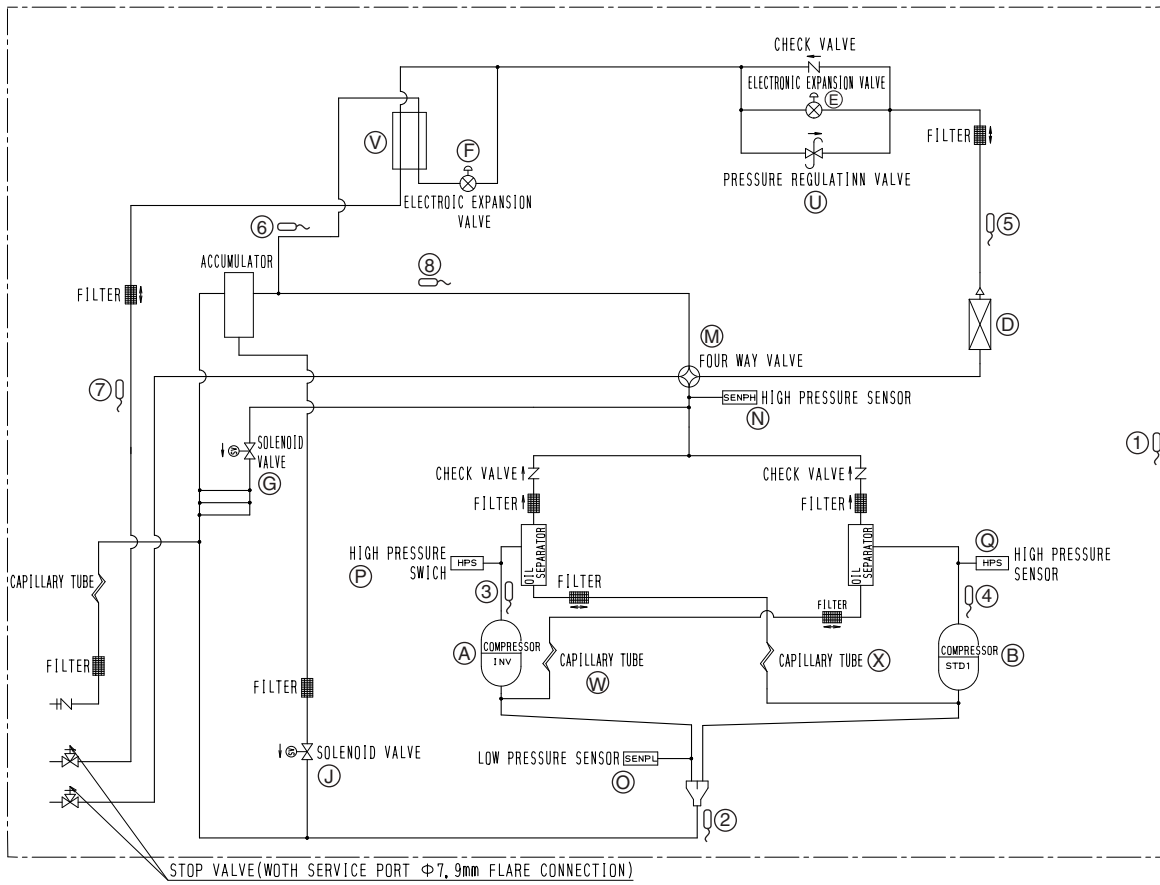 CHECK VALVE
ELECTRONIC EXPANSION VALVE
E
FILTER
V
F
PRESSURE REGULATINN VALVE
U
ELECTROIC EXPANSION
VALVE
6
5
ACCUMULATOR
8
FILTER
D
M
FOUR WAY VALVE
7
SENPH
HIGH PRESSURE SENSOR
N
SV
SOLENOID
VALVE
G
1
CHECK VALVE
CHECK VALVE
FILTER
FILTER
OIL
SEPARATOR
OIL
SEPARATOR
HIGH PRESSURE
SWICH
P
HPS
Q
HPS
HIGH PRESSURE
SENSOR
CAPILLARY TUBE
3
FILTER
4
FILTER
A
COMPRESSOR
INV
CAPILLARY TUBE
W
CAPILLARY TUBE
X
COMPRESSOR
STD1
B
FILTER
FILTER
SV
SOLENOID VALVE
J
LOW PRESSURE SENSOR
SENPL
O
2
STOP VALVE(WOTH SERVICE PORT Φ7,9mm FLARE CONNECTION)